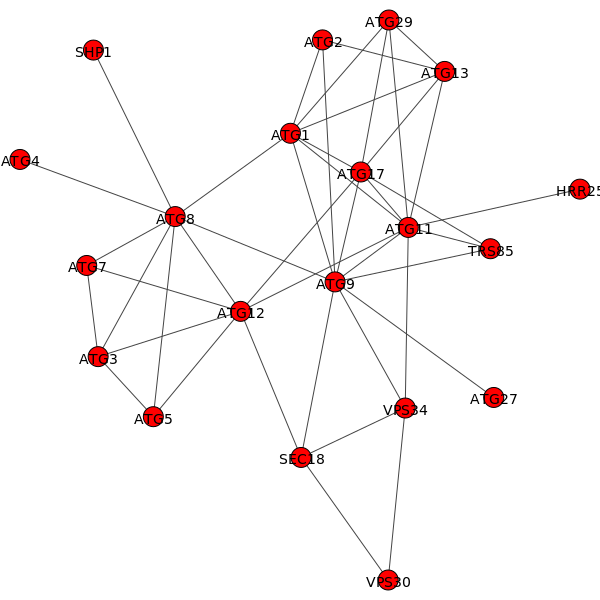 ATG29
ATG2
SHP1
ATG13
ATG1
ATG4
ATG17
HRR25
ATG8
ATG11
TRS85
ATG7
ATG9
ATG12
ATG3
ATG27
VPS34
ATG5
SEC18
VPS30